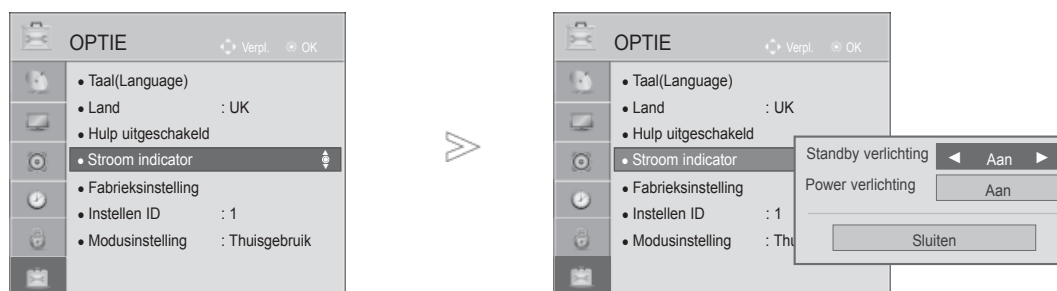 OPTIE Verpl. OK
● Taal(Language)
● Land : UK
● Hulp uitgeschakeld
● Stroom indicator
● Fabrieksinstelling
● Instellen ID : 1
● Modusinstelling : Thuisgebruik
OPTIE Verpl. OK
● Taal(Language)
● Land : UK
● Hulp uitgeschakeld
● Stroom indicator
● Fabrieksinstelling
● Instellen ID : 1
● Modusinstelling : Thu
Standby verlichting ◄ Aan ►
Power verlichting Aan
Sluiten